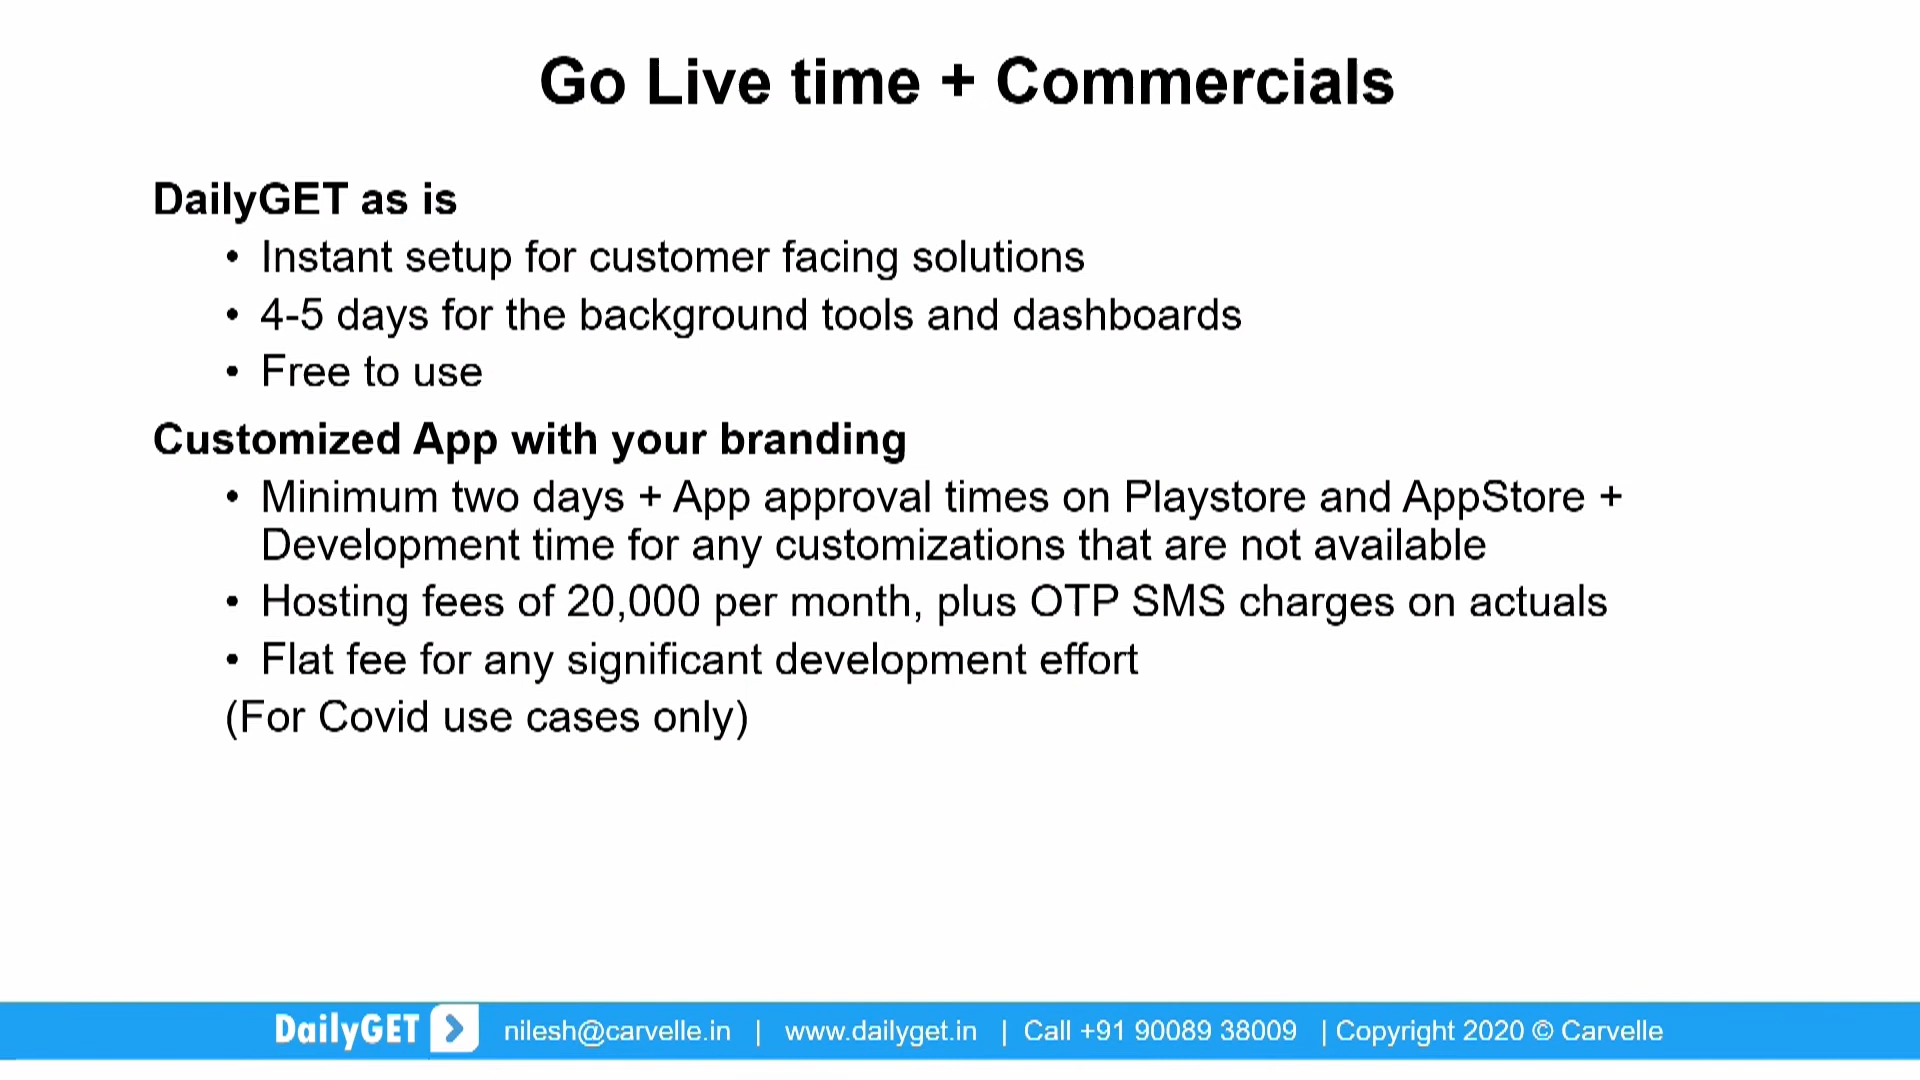 Go Live time + Commercials
DailyGET as is
• Instant setup for customer facing solutions
• 4-5 days for the background tools and dashboards
• Free to use
Customized App with your branding
• Minimum two days + App approval times on Playstore and AppStore +
Development time for any customizations that are not available
• Hosting fees of 20,000 per month, plus OTP SMS charges on actuals
• Flat fee for any significant development effort
(For Covid use cases only)
DailyGET nilesh@carvelle.in | www.dailyget.in | Call +91 90089 38009 | Copyright 2020 © Carvelle